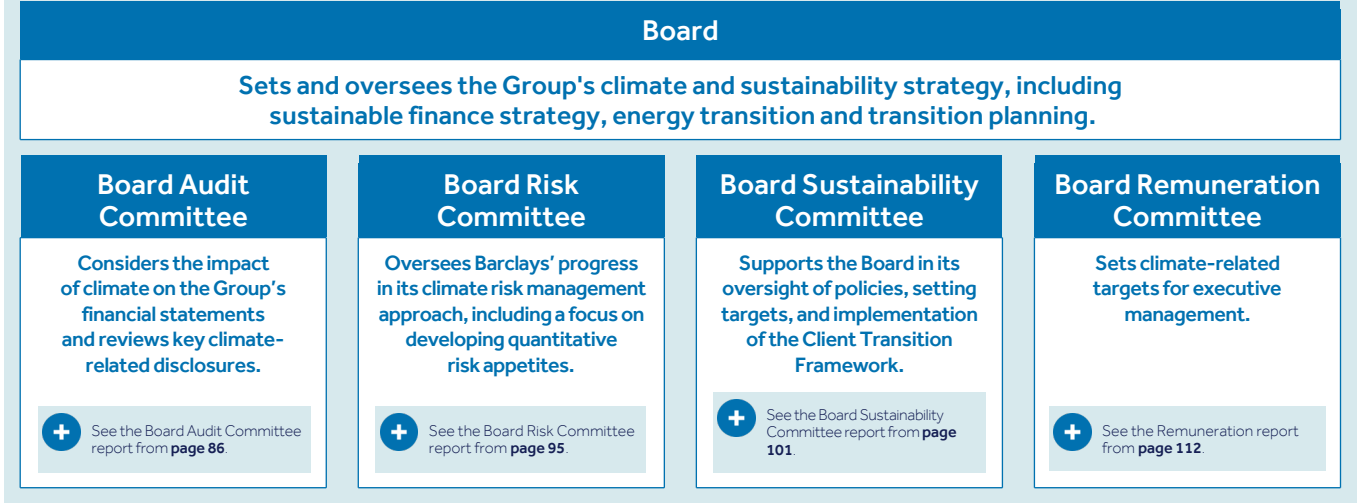 Board
Sets and oversees the Group's climate and sustainability strategy, including
sustainable finance strategy, energy transition and transition planning.
Board Audit
Committee
Considers the impact
of climate on the Group's
financial statements
and reviews key climate-
related disclosures.
See the Board Audit Committee
report from page 86.
Board Risk
Committee
Oversees Barclays' progress
in its climate risk management
approach, including a focus on
developing quantitative
risk appetites.
See the Board Risk Committee
report from page 95.
Board Sustainability
Committee
Supports the Board in its
oversight of policies, setting
targets, and implementation
of the Client Transition
Framework.
See the Board Sustainability
Committee report from page
101.
Board Remuneration
Committee
Sets climate-related
targets for executive
management.
See the Remuneration report
from page 112.